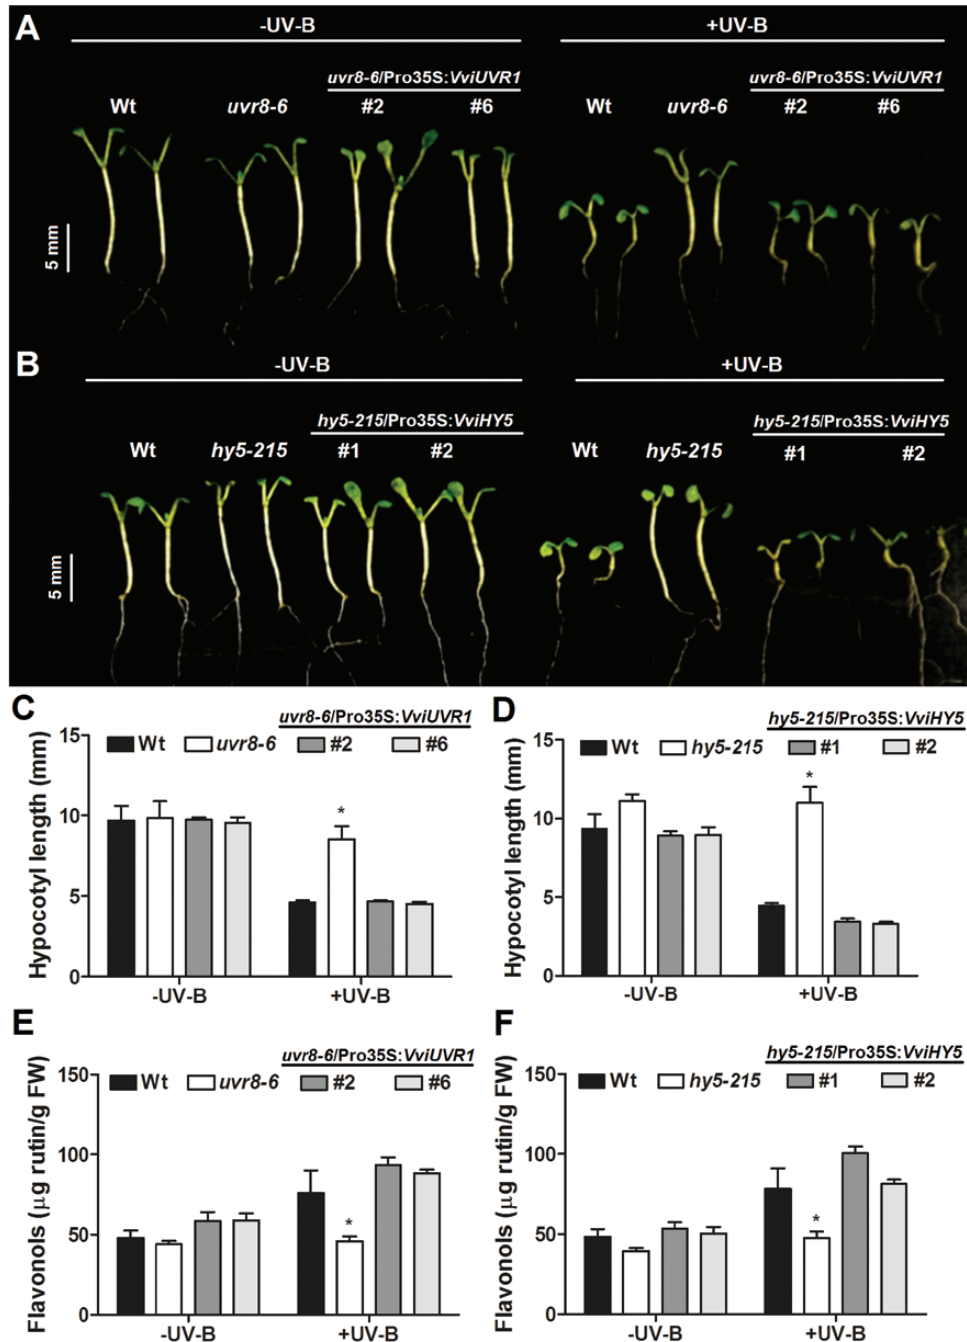 A
-UV-B
+UV-B
uvr8-6/Pro35S:VviUVR1
uvr8-6/Pro35S:VviUVR1
Wt
uvr8-6
#2
#6
Wt
uvr8-6
#2
#6
5 mm
B
-UV-B
+UV-B
hy5-215/Pro35S:VviHY5
hy5-215/Pro35S:VviHY5
Wt
hy5-215
#1
#2
Wt
hy5-215
#1
#2
5 mm
C
uvr8-6/Pro35S:VviUVR1
Wt
uvr8-6
#2
#6
Hypocotyl length (mm)
15
10
5
0
*
-UV-B
+UV-B
D
hy5-215/Pro35S:VviHY5
Wt
hy5-215
#1
#2
Hypocotyl length (mm)
15
10
5
0
*
-UV-B
+UV-B
E
uvr8-6/Pro35S:VviUVR1
Wt
uvr8-6
#2
#6
Flavonols (μg rutin/g FW)
150
100
50
0
*
-UV-B
+UV-B
F
hy5-215/Pro35S:VviHY5
Wt
hy5-215
#1
#2
Flavonols (μg rutin/g FW)
150
100
50
0
*
-UV-B
+UV-B